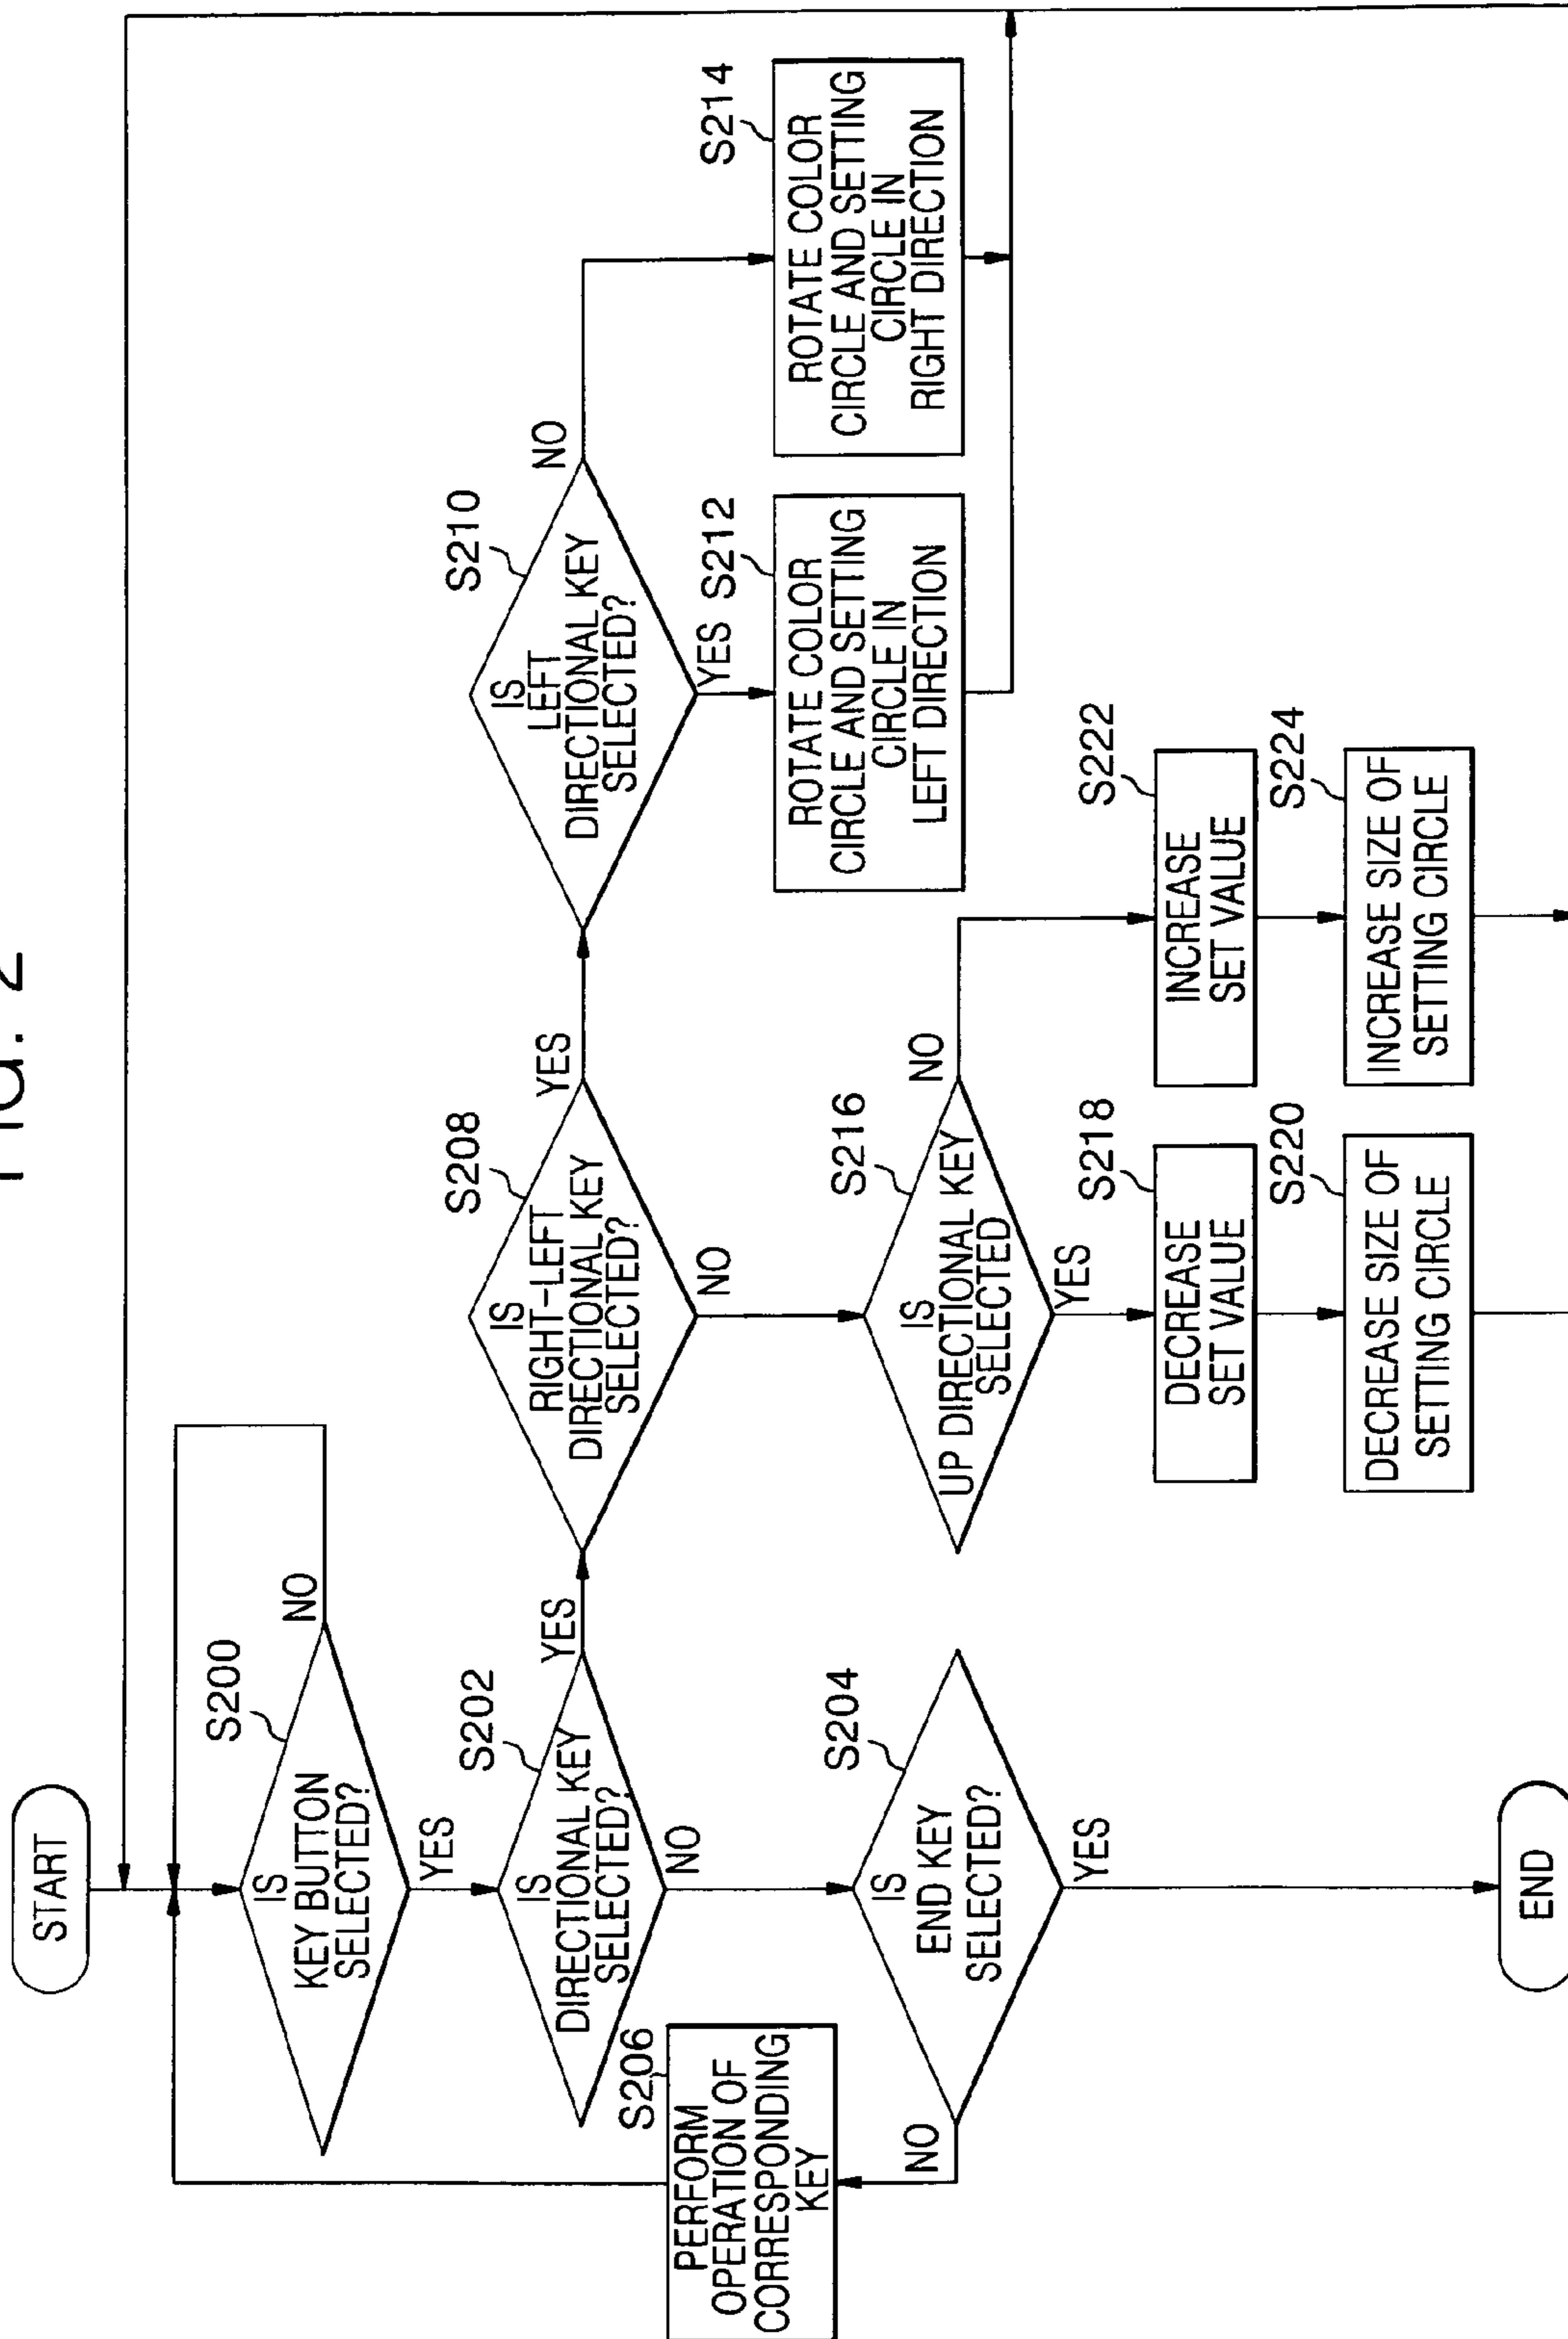 FIG. 2
START
S200
IS
KEY BUTTON
SELECTED?
NO
YES
S202
IS
DIRECTIONAL KEY
SELECTED?
YES
NO
S204
IS
END KEY
SELECTED?
NO
YES
S206
PERFORM
OPERATION OF
CORRESPONDING
KEY
END
S208
IS
RIGHT-LEFT
DIRECTIONAL KEY
SELECTED?
YES
NO
S210
IS
LEFT
DIRECTIONAL KEY
SELECTED?
NO
YES
S212
ROTATE COLOR
CIRCLE AND SETTING
CIRCLE IN
LEFT DIRECTION
S214
ROTATE COLOR
CIRCLE AND SETTING
CIRCLE IN
RIGHT DIRECTION
S216
IS
UP DIRECTIONAL KEY
SELECTED
NO
YES
S218
DECREASE
SET VALUE
S220
DECREASE SIZE OF
SETTING CIRCLE
S222
INCREASE
SET VALUE
S224
INCREASE SIZE OF
SETTING CIRCLE